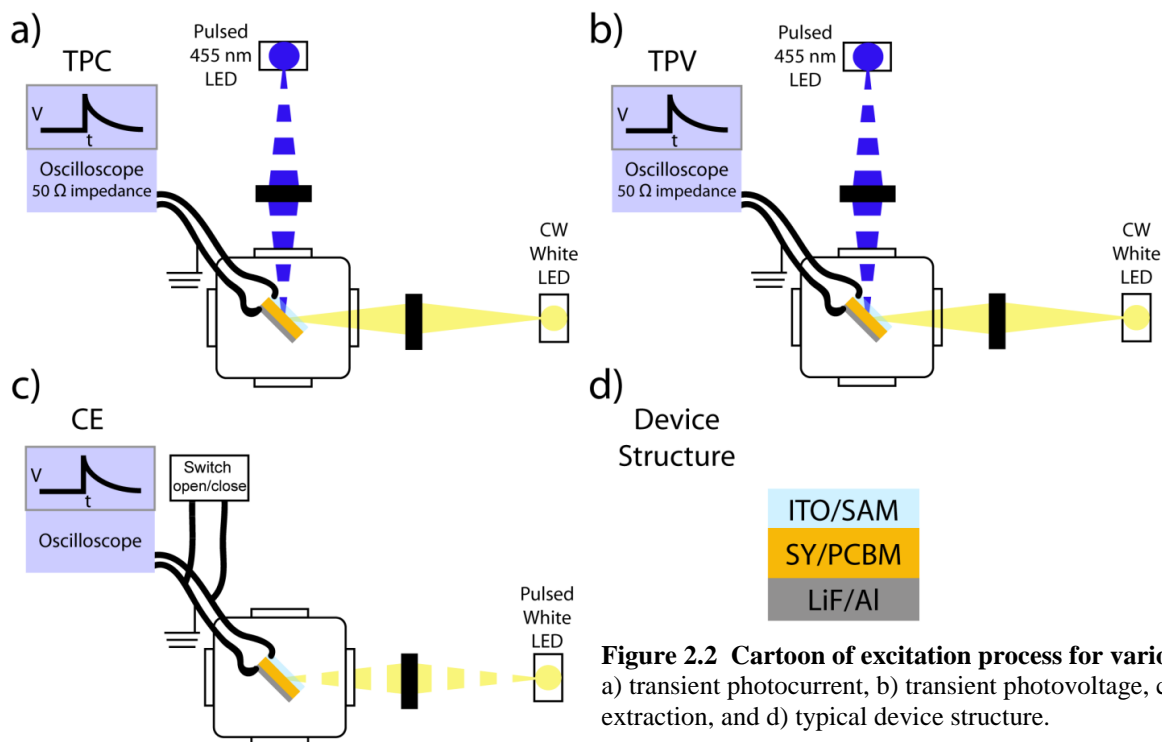 a)
TPC
Pulsed
455 nm
LED
V
t
Oscilloscope
50 Ω impedance
CW
White
LED
b)
TPV
Pulsed
455 nm
LED
V
t
Oscilloscope
50 Ω impedance
CW
White
LED
c)
CE
V
t
Oscilloscope
Switch
open/close
Pulsed
White
LED
d)
Device
Structure
ITO/SAM
SY/PCBM
LiF/Al
Figure 2.2 Cartoon of excitation process for vario
a) transient photocurrent, b) transient photovoltage, c
extraction, and d) typical device structure.